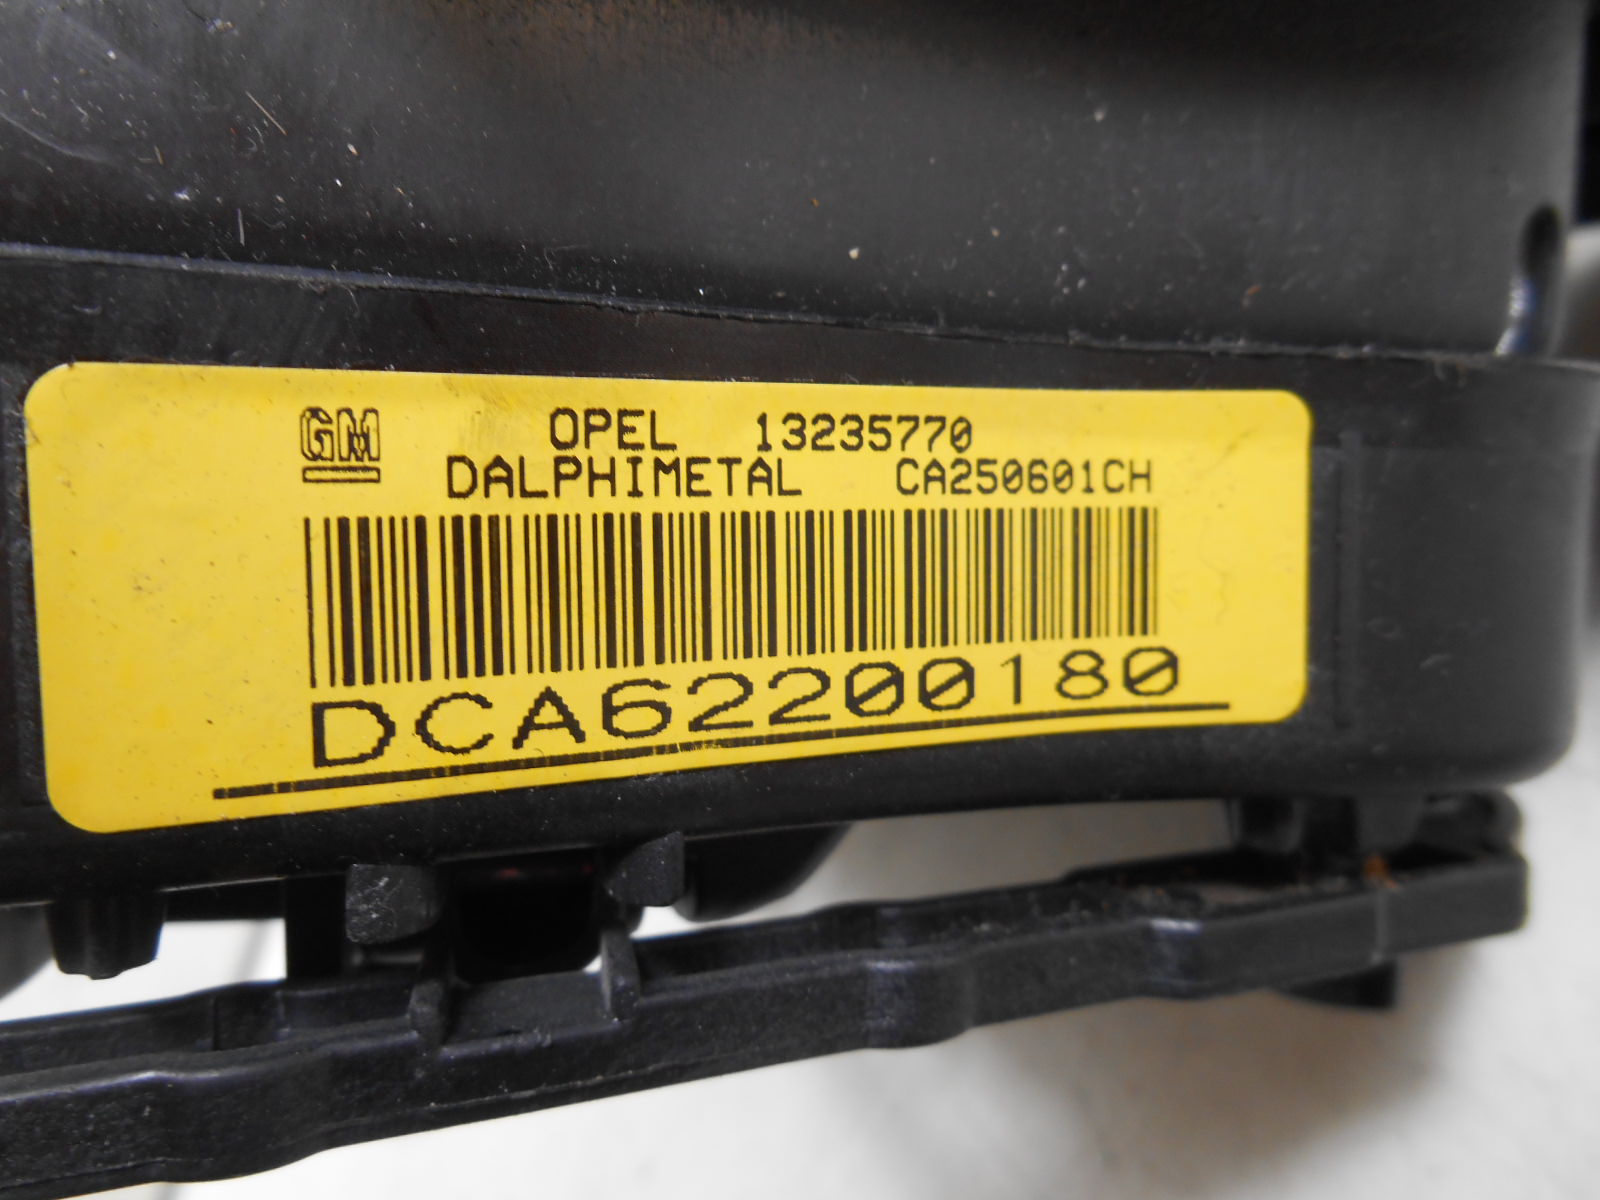 GM OPEL 13235770
DALPHIMETAL CA250601CH
DCA62200180